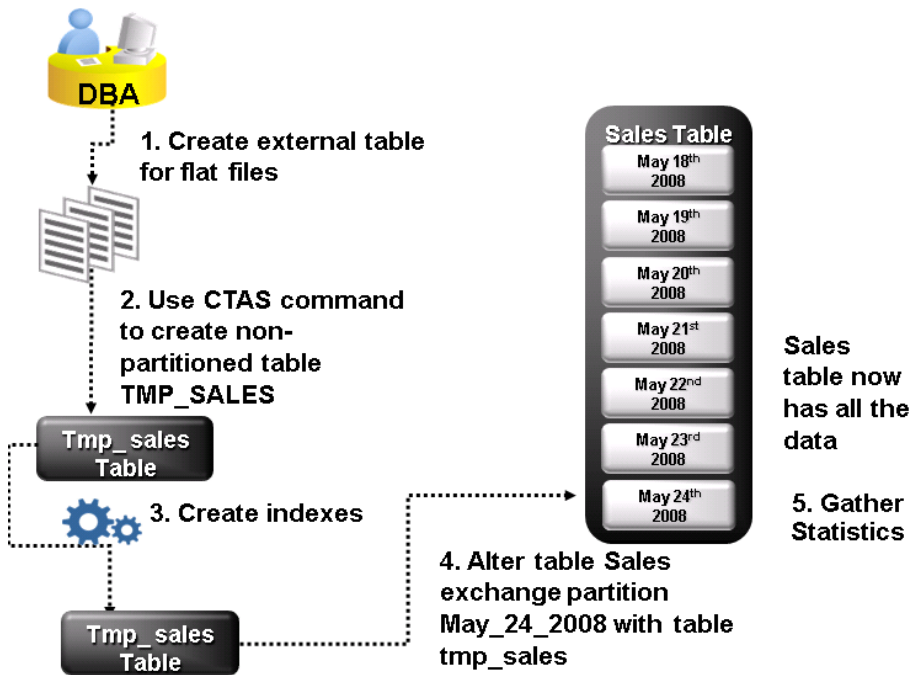 DBA
1. Create external table
for flat files
2. Use CTAS command
to create non-
partitioned table
TMP_SALES
Tmp_sales
Table
3. Create indexes
Tmp_sales
Table
4. Alter table Sales
exchange partition
May_24_2008 with table
tmp_sales
Sales Table
May 18th
2008
May 19th
2008
May 20th
2008
May 21st
2008
May 22nd
2008
May 23rd
2008
May 24th
2008
Sales
table now
has all the
data
5. Gather
Statistics